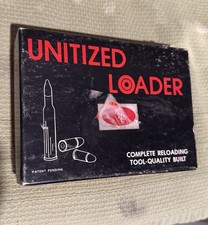 UNITIZED
LOADER
COMPLETE RELOADING
TOOL-QUALITY BUILT
PATENT PENDING